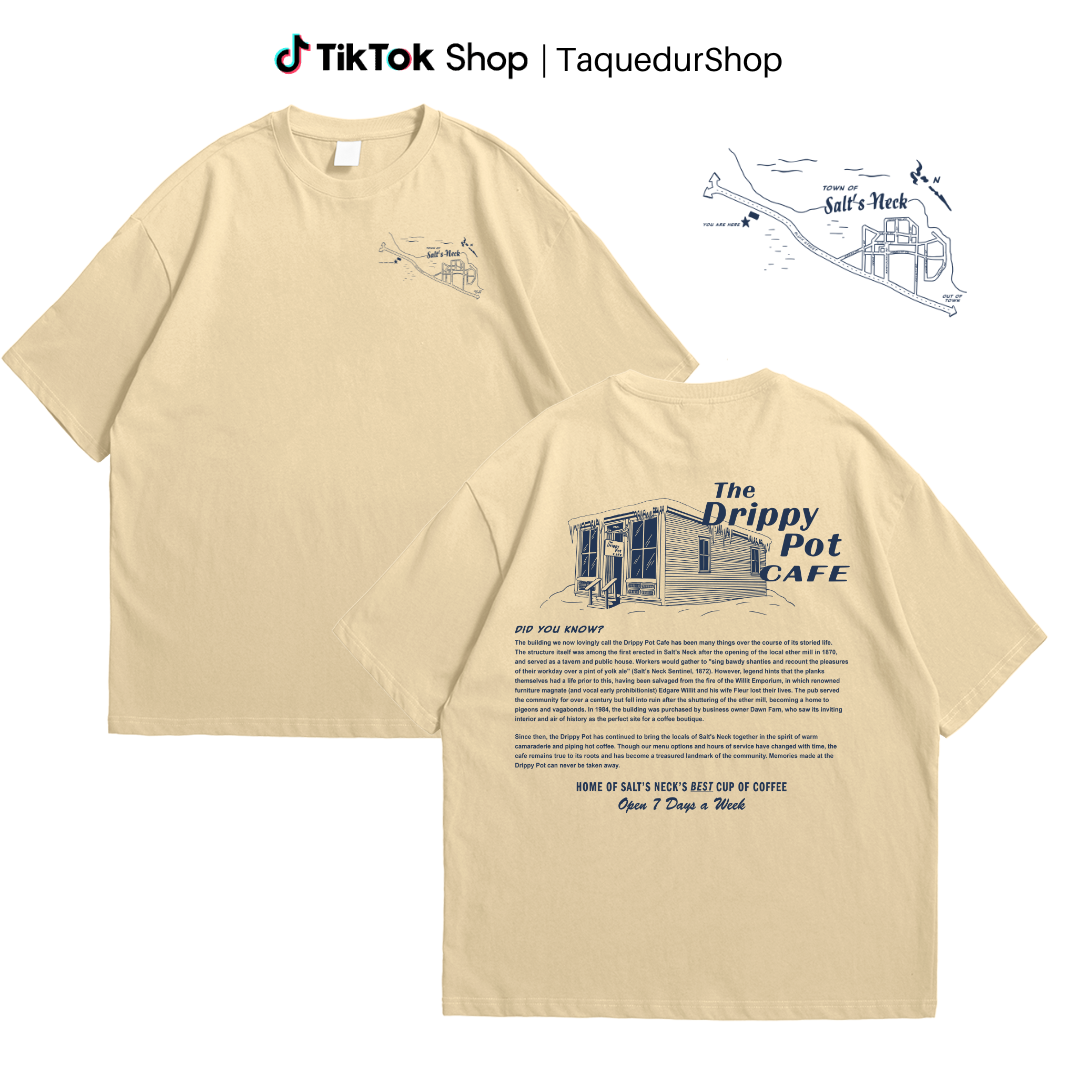 TikTok Shop | TaquedurShop
TOWN OF
Salt's Neck
N
YOU ARE HERE
OUT OF
TOWN
TOWN OF
Salt's Neck
The
Drippy
Pot
CAFE
DID YOU KNOW?
The building we now lovingly call the Drippy Pot Cafe has been many things over the course of its storied life.
The structure itself was among the first erected in Salt's Neck after the opening of the local ether mill in 1870,
and served as a tavern and public house. Workers would gather to "sing bawdy shanties and recount the pleasures
of their workday over a pint of yolk ale" (Salt's Neck Sentinel, 1872). However, legend hints that the planks
themselves had a life prior to this, having been salvaged from the fire of the Willit Emporium, in which renowned
furniture magnate (and vocal early prohibitionist) Edgare Willit and his wife Fleur lost their lives. The pub served
the community for over a century but fell into ruin after the shuttering of the ether mill, becoming a home to
pigeons and vagabonds. In 1984, the building was purchased by business owner Dawn Fam, who saw its inviting
interior and air of history as the perfect site for a coffee boutique.
Since then, the Drippy Pot has continued to bring the locals of Salt's Neck together in the spirit of warm
camaraderie and piping hot coffee. Though our menu options and hours of service have changed with time, the
cafe remains true to its roots and has become a treasured landmark of the community. Memories made at the
Drippy Pot can never be taken away.
HOME OF SALT'S NECK'S BEST CUP OF COFFEE
Open 7 Days a Week